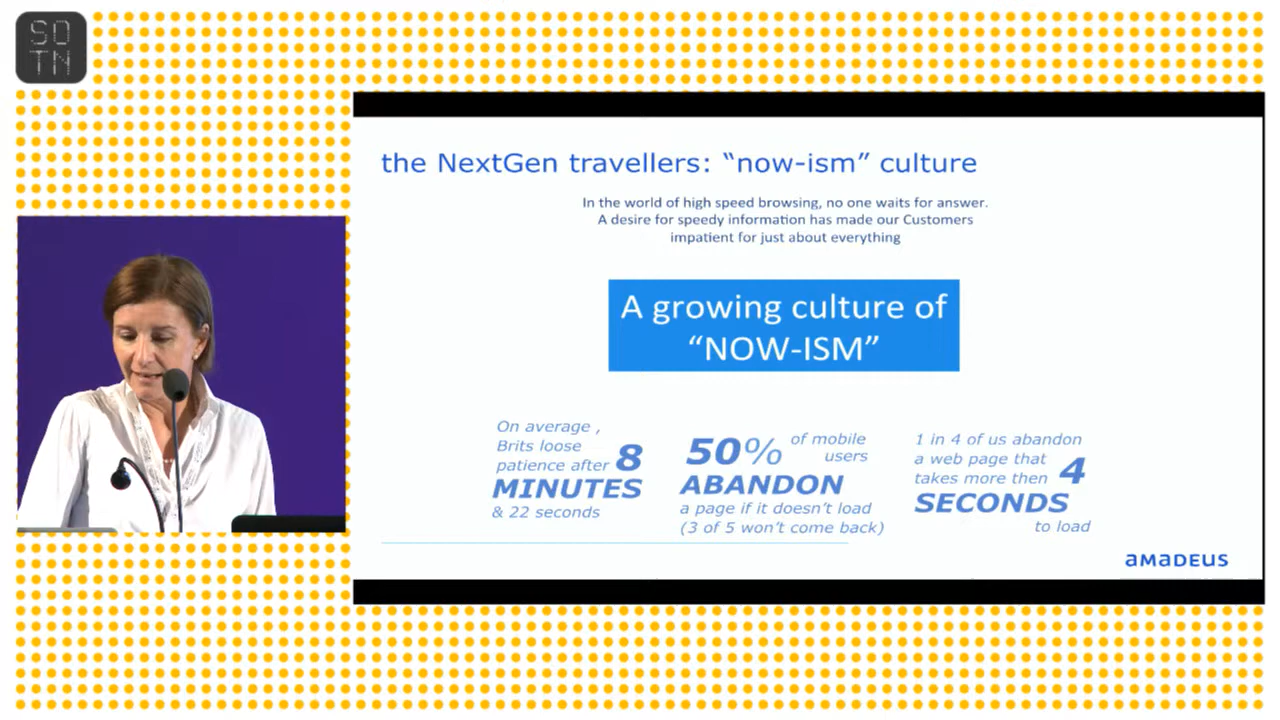 SO
TN
the NextGen travellers: “now-ism” culture
In the world of high speed browsing, no one waits for answer.
A desire for speedy information has made our Customers
impatient for just about everything
A growing culture of
“NOW-ISM”
On average ,
Brits loose
patience after 8
MINUTES
& 22 seconds
50% of mobile
users
ABANDON
a page if it doesn’t load
(3 of 5 won’t come back)
1 in 4 of us abandon
a web page that
takes more then 4
SECONDS
to load
amadeus